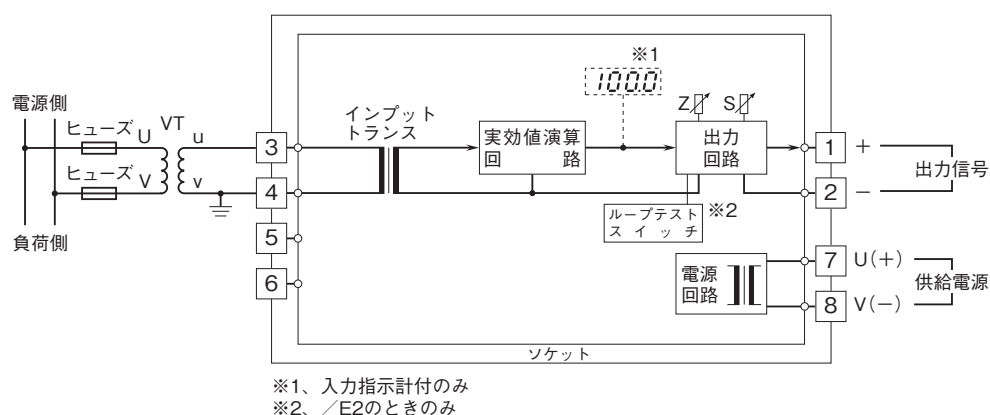 ※1
100.0
電源側
ヒューズ
U
VT
u
インプット
トランス
Z
S
実効値演算
回路
出力
回路
3
1
+
出力信号
ヒューズ
V
v
4
2
−
ループテスト
スイッチ
※2
負荷側
5
6
電源
回路
7
U(+)
供給電源
8
V(−)
ソケット
※1、入力指示計付のみ
※2、/E2のときのみ